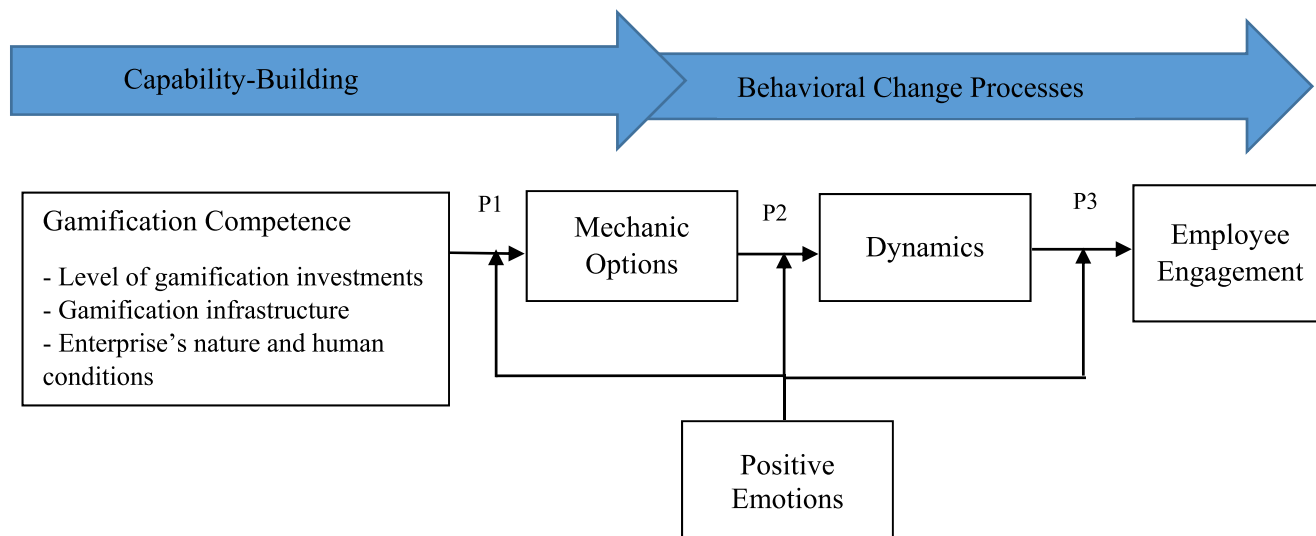 Capability-Building
Behavioral Change Processes
Gamification Competence
- Level of gamification investments
- Gamification infrastructure
- Enterprise’s nature and human
conditions
P1
Mechanic
Options
P2
Dynamics
P3
Employee
Engagement
Positive
Emotions